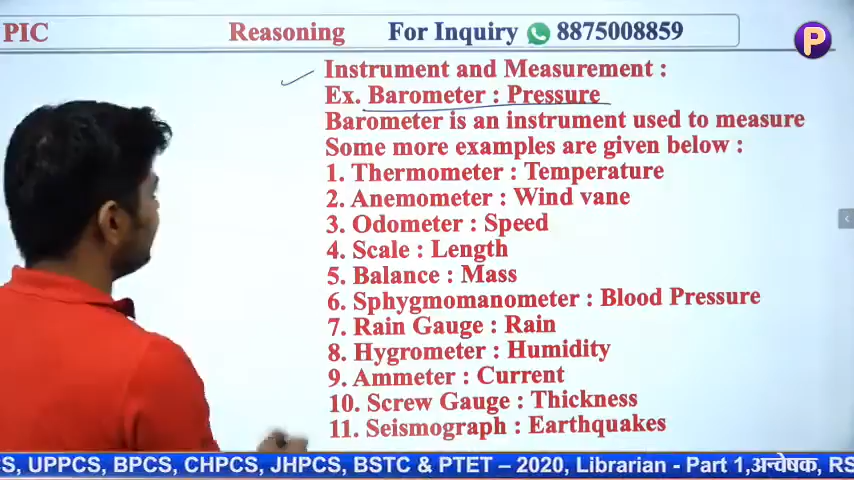 PIC Reasoning For Inquiry 8875008859
P
Instrument and Measurement :
Ex. Barometer : Pressure
Barometer is an instrument used to measure
Some more examples are given below :
1. Thermometer : Temperature
2. Anemometer : Wind vane
3. Odometer : Speed
4. Scale : Length
5. Balance : Mass
6. Sphygmomanometer : Blood Pressure
7. Rain Gauge : Rain
8. Hygrometer : Humidity
9. Ammeter : Current
10. Screw Gauge : Thickness
11. Seismograph : Earthquakes
CS, UPPCS, BPCS, CHPCS, JHPCS, BSTC & PTET – 2020, Librarian - Part 1,अन्वेषक, RS